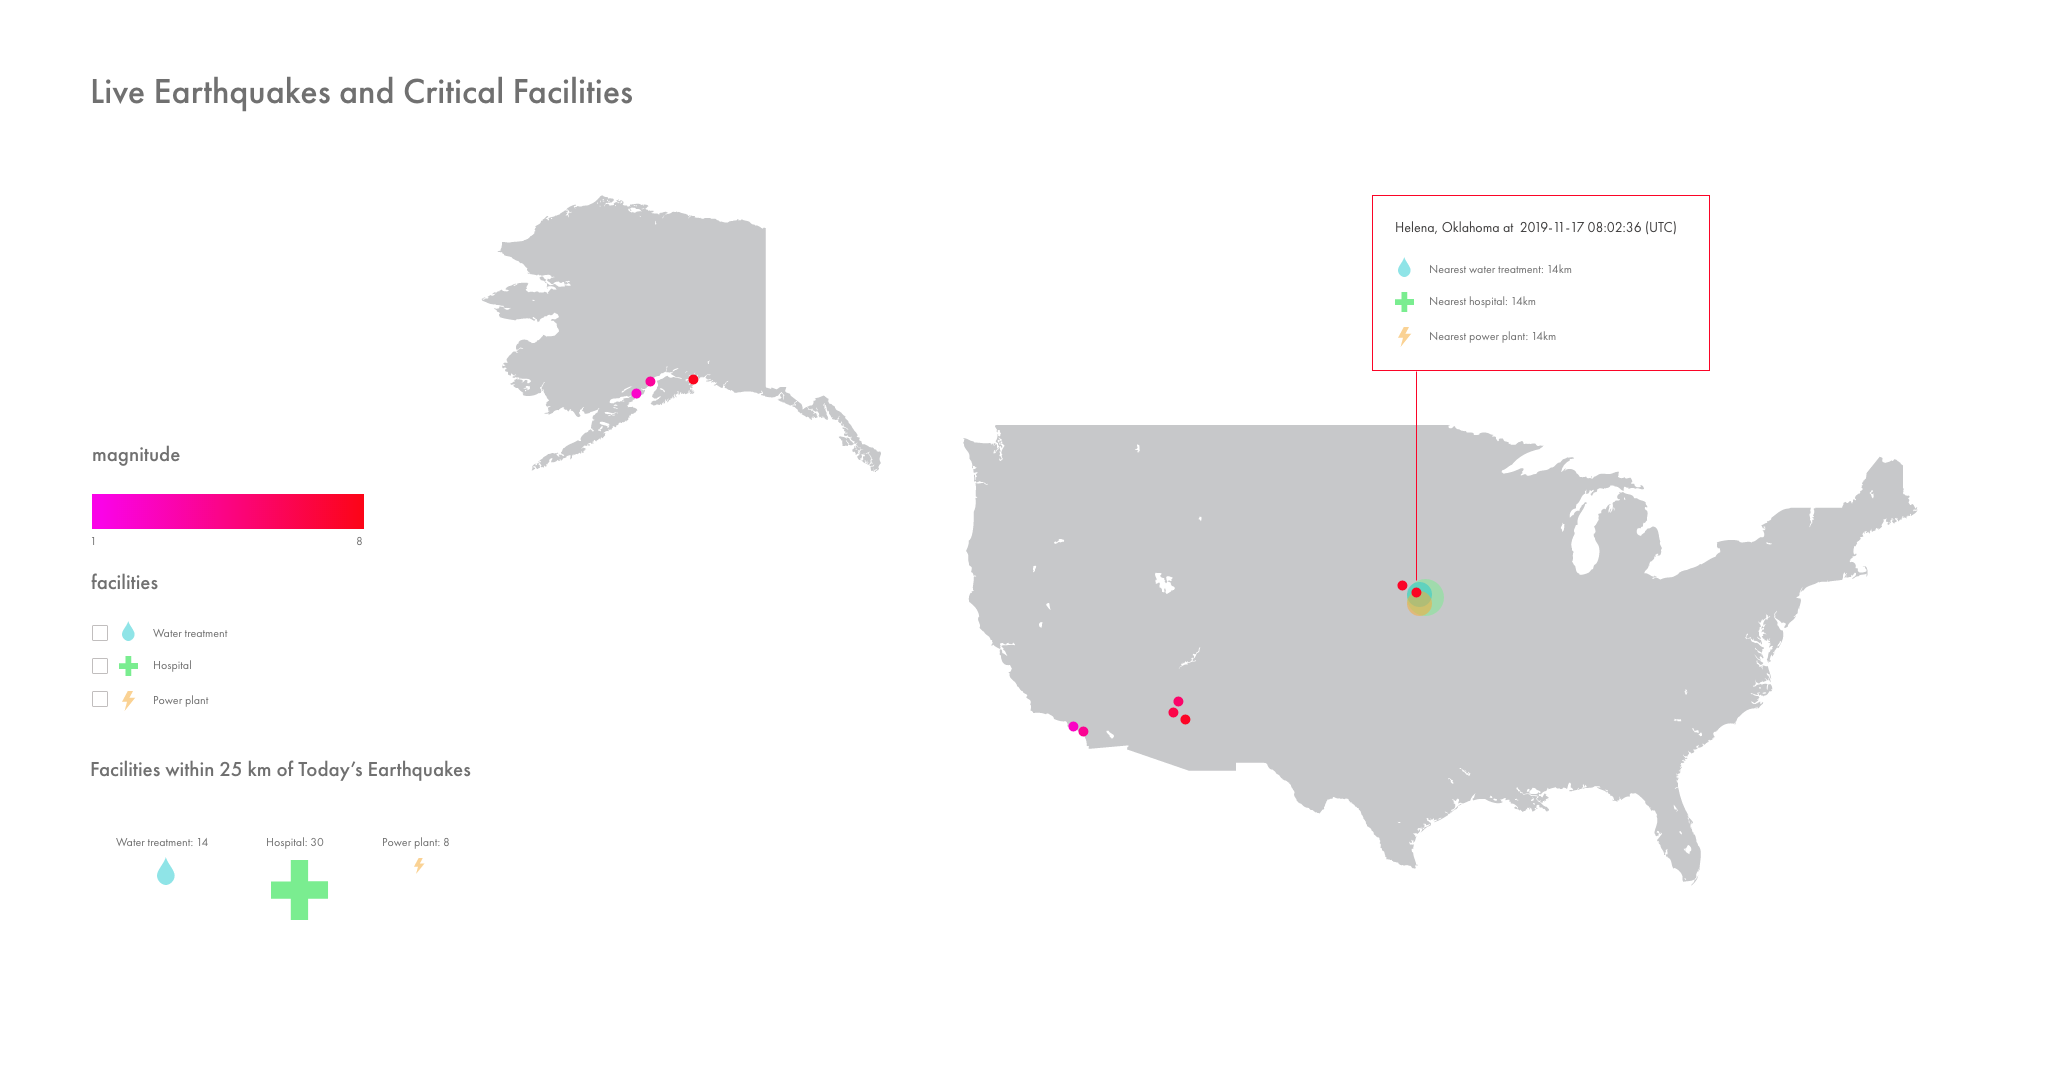 Live Earthquakes and Critical Facilities
Helena, Oklahoma at 2019-11-17 08:02:36 (UTC)
Nearest water treatment: 14km
Nearest hospital: 14km
Nearest power plant: 14km
magnitude
1 8
facilities
Water treatment
Hospital
Power plant
Facilities within 25 km of Today’s Earthquakes
Water treatment: 14 Hospital: 30 Power plant: 8